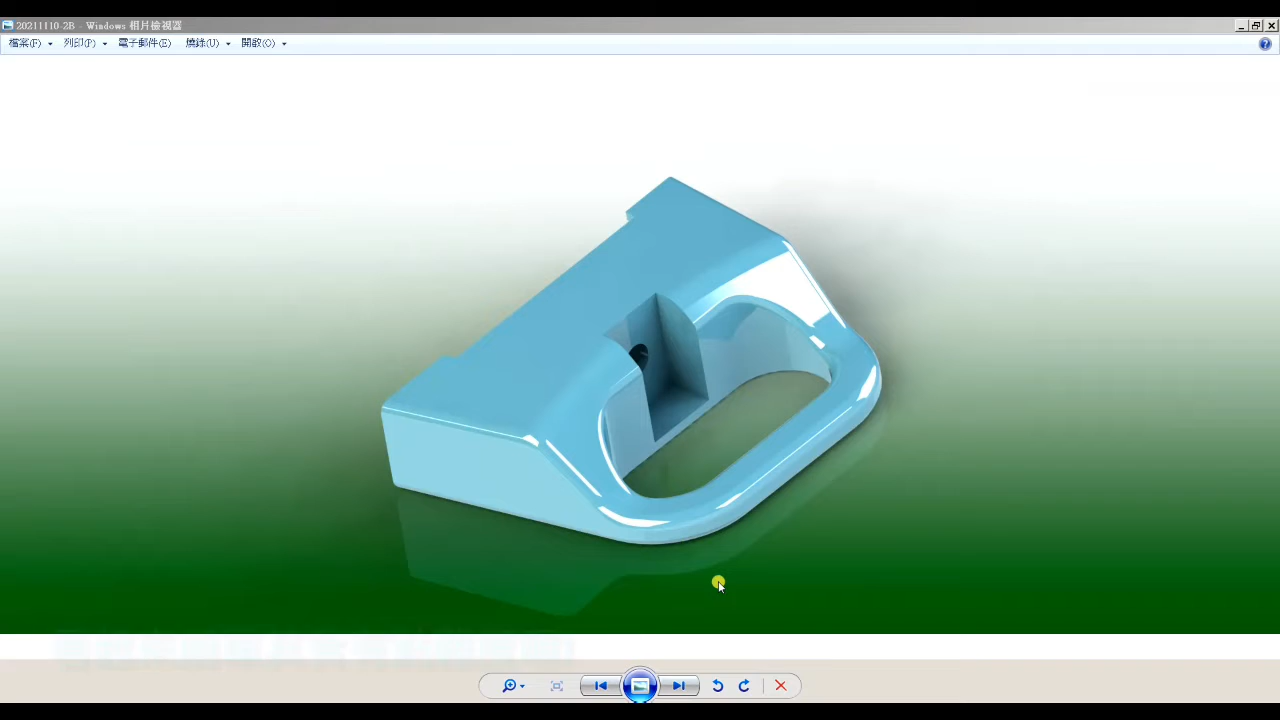 20211110-2B - Windows 相片檢視器
檔案(F) 列印(P) 電子郵件(E) 燒錄(U) 開啟(O)